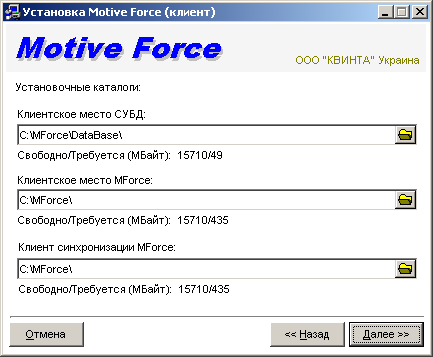 Установка Motive Force (клиент)
Motive Force
ООО "КВИНТА" Украина
Установочные каталоги:
Клиентское место СУБД:
C:\MForce\DataBase\
Свободно/Требуется (МБайт): 15710/49
Клиентское место MForce:
C:\MForce\
Свободно/Требуется (МБайт): 15710/435
Клиент синхронизации MForce:
C:\MForce\
Свободно/Требуется (МБайт): 15710/435
Отмена
<< Назад
Далее >>